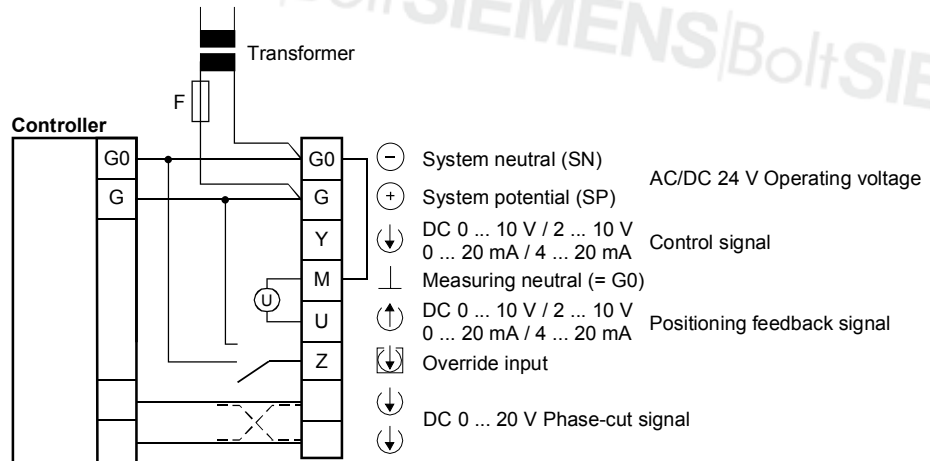 |Bolt SIEMENS|Bolt SIE
Transformer
F
Controller
G0 G0 System neutral (SN)
AC/DC 24 V Operating voltage
G G System potential (SP)
Y DC 0 ... 10 V / 2 ... 10 V
0 ... 20 mA / 4 ... 20 mA Control signal
M Measuring neutral (= G0)
U
U DC 0 ... 10 V / 2 ... 10 V
0 ... 20 mA / 4 ... 20 mA Positioning feedback signal
Z Override input
DC 0 ... 20 V Phase-cut signal